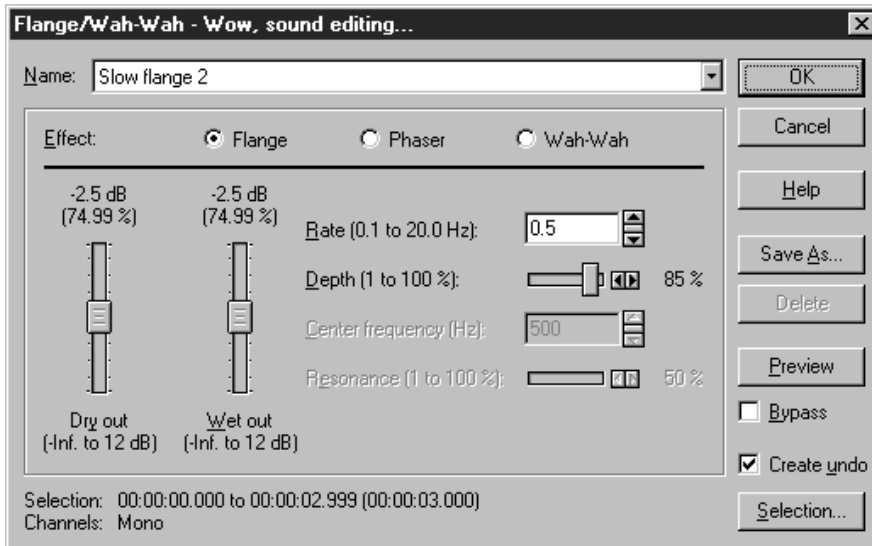 Flange/Wah-Wah - Wow, sound editing...
Name: Slow flange 2
OK
Cancel
Help
Save As...
Delete
Preview
Bypass
Create undo
Selection...
Effect: Flange Phaser Wah-Wah
-2.5 dB -2.5 dB
(74.99 %) (74.99 %)
Rate (0.1 to 20.0 Hz): 0.5
Depth (1 to 100 %): 85 %
Center frequency (Hz): 500
Resonance (1 to 100 %): 50 %
Dry out Wet out
(-Inf. to 12 dB) (-Inf. to 12 dB)
Selection: 00:00:00.000 to 00:00:02.999 (00:00:03.000)
Channels: Mono